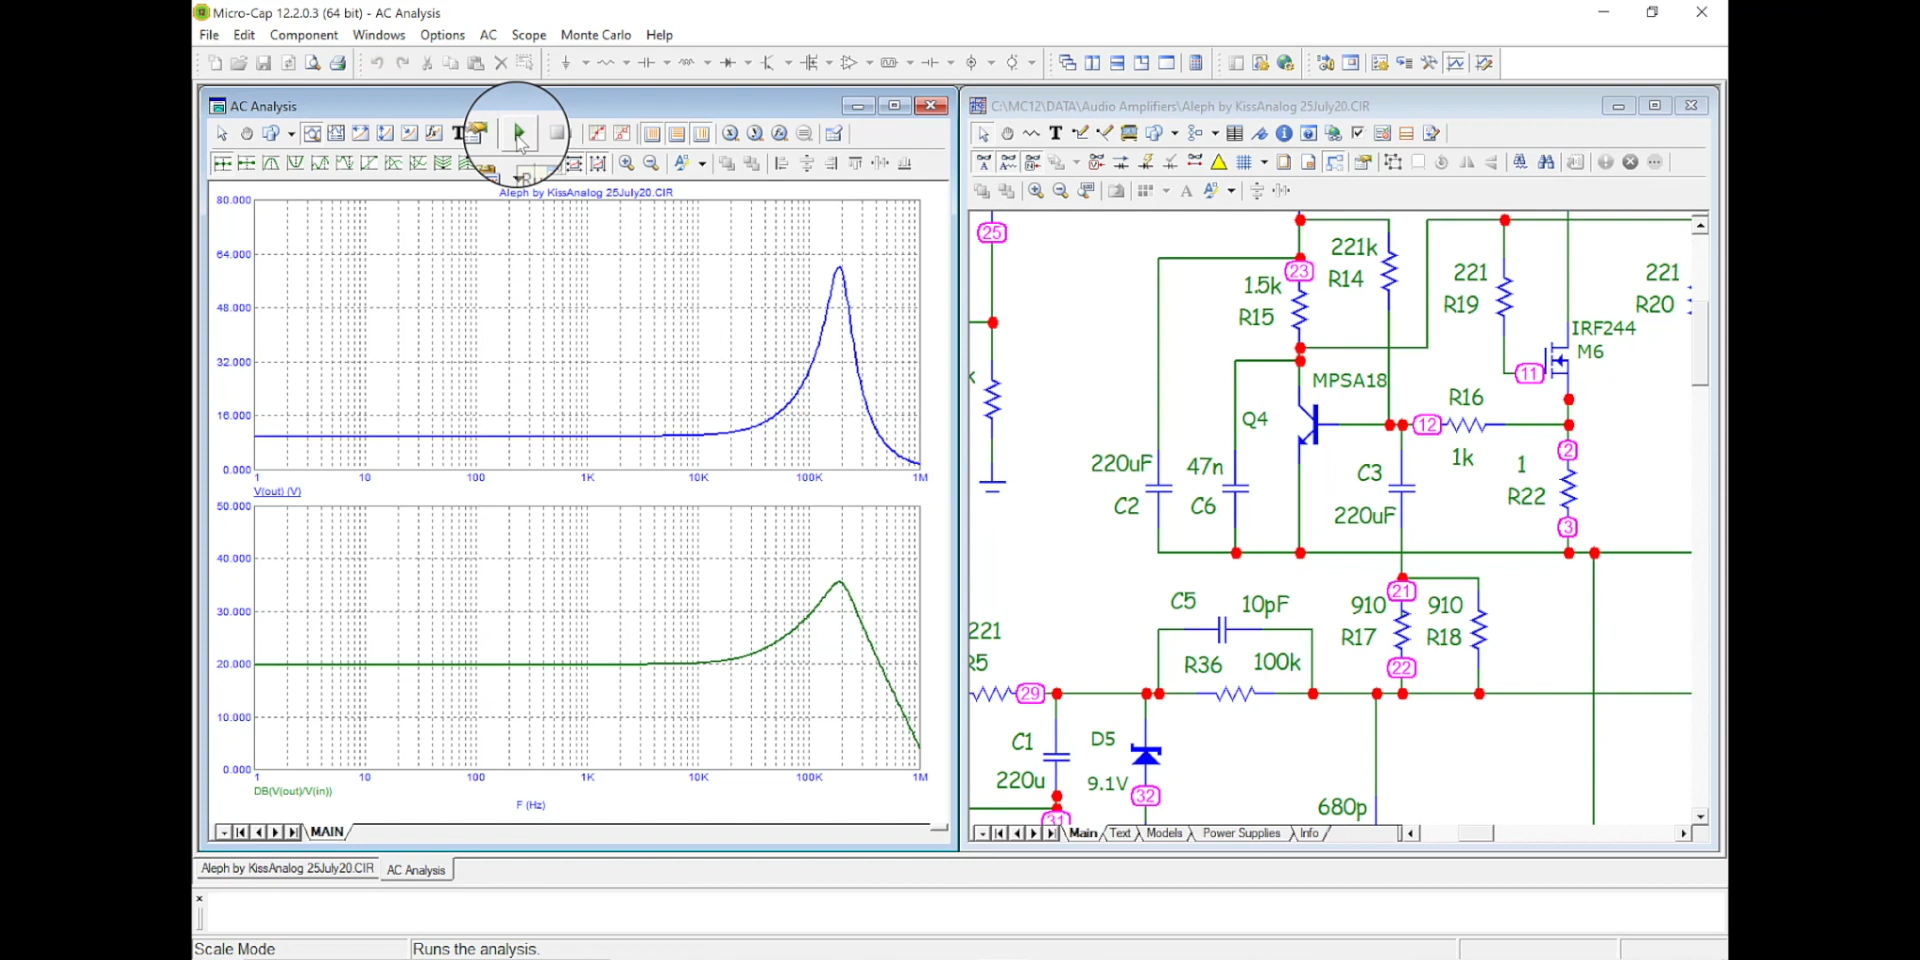 Micro-Cap 12.2.0.3 (64 bit) - AC Analysis
File Edit Component Windows Options AC Scope Monte Carlo Help
AC Analysis
C:\MC12\DATA\Audio Amplifiers\Aleph by KissAnalog 25July20.CIR
Aleph by KissAnalog 25July20.CIR
80.000
64.000
48.000
32.000
16.000
0.000
1 10 100 1K 10K 100K 1M
V(out) (V)
50.000
40.000
30.000
20.000
10.000
0.000
1 10 100 1K 10K 100K 1M
DB(V(out)/V(in))
F (Hz)
MAIN
25
23
221k
R14
1.5k
R15
221
R19
221
R20
IRF244
M6
11
MPSA18
Q4
R16
12
1k
2
1
R22
3
220uF
C2
47n
C6
C3
220uF
21
910
R17
22
910
R18
C5
10pF
R36
100k
221
R5
29
C1
220u
31
D5
9.1V
32
680p
Main Text Models Power Supplies Info
Aleph by KissAnalog 25July20.CIR AC Analysis
Scale Mode
Runs the analysis.